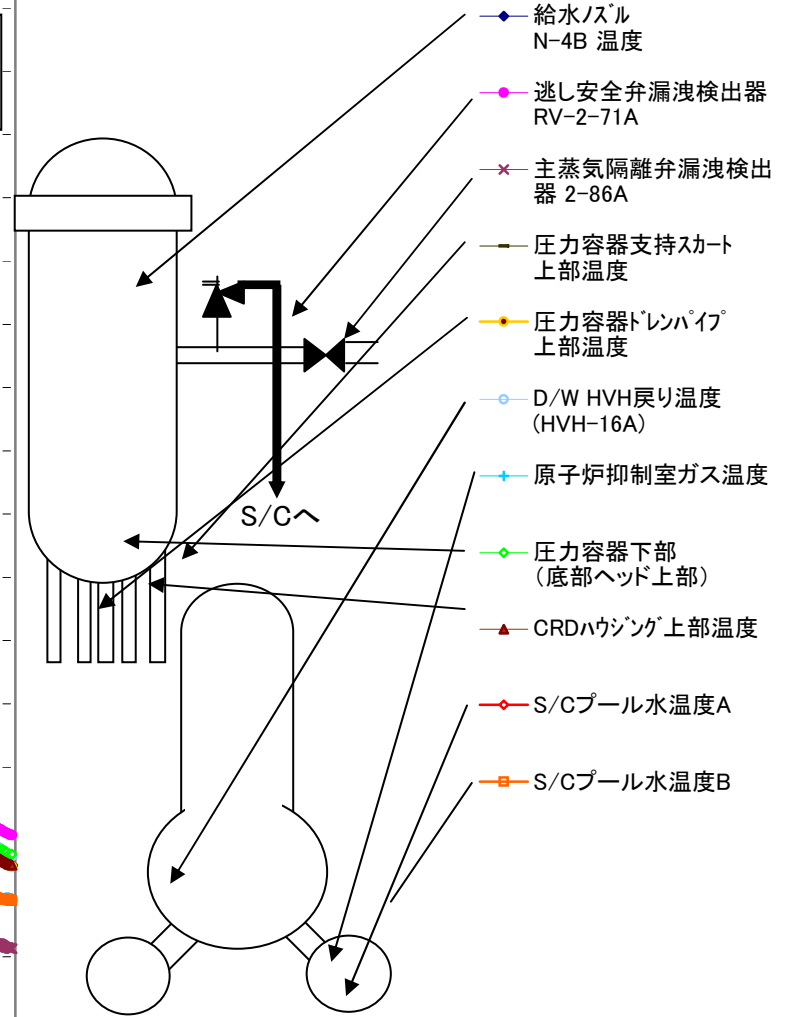 給水ﾉｽﾞﾙ
N-4B 温度
逃し安全弁漏洩検出器
RV-2-71A
主蒸気隔離弁漏洩検出
器 2-86A
圧力容器支持ｽｶｰﾄ
上部温度
圧力容器ﾄﾞﾚﾝﾊﾟｲﾌﾟ
上部温度
D/W HVH戻り温度
(HVH-16A)
原子炉抑制室ガス温度
圧力容器下部
（底部ヘッド上部）
CRDﾊｳｼﾞﾝｸﾞ上部温度
S/Cプール水温度A
S/Cプール水温度B
S/Cへ